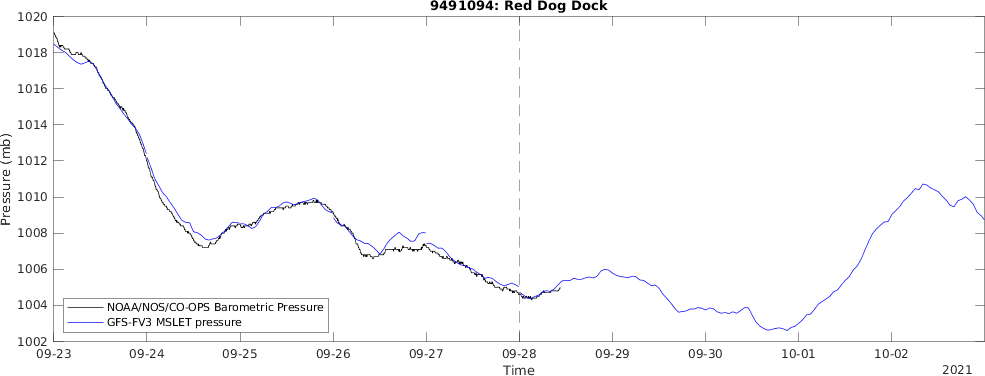 9491094: Red Dog Dock
1020
1018
1016
1014
1012
1010
1008
1006
1004
1002
Pressure (mb)
NOAA/NOS/CO-OPS Barometric Pressure
GFS-FV3 MSLET pressure
09-23 09-24 09-25 09-26 09-27 09-28 09-29 09-30 10-01 10-02
Time
2021